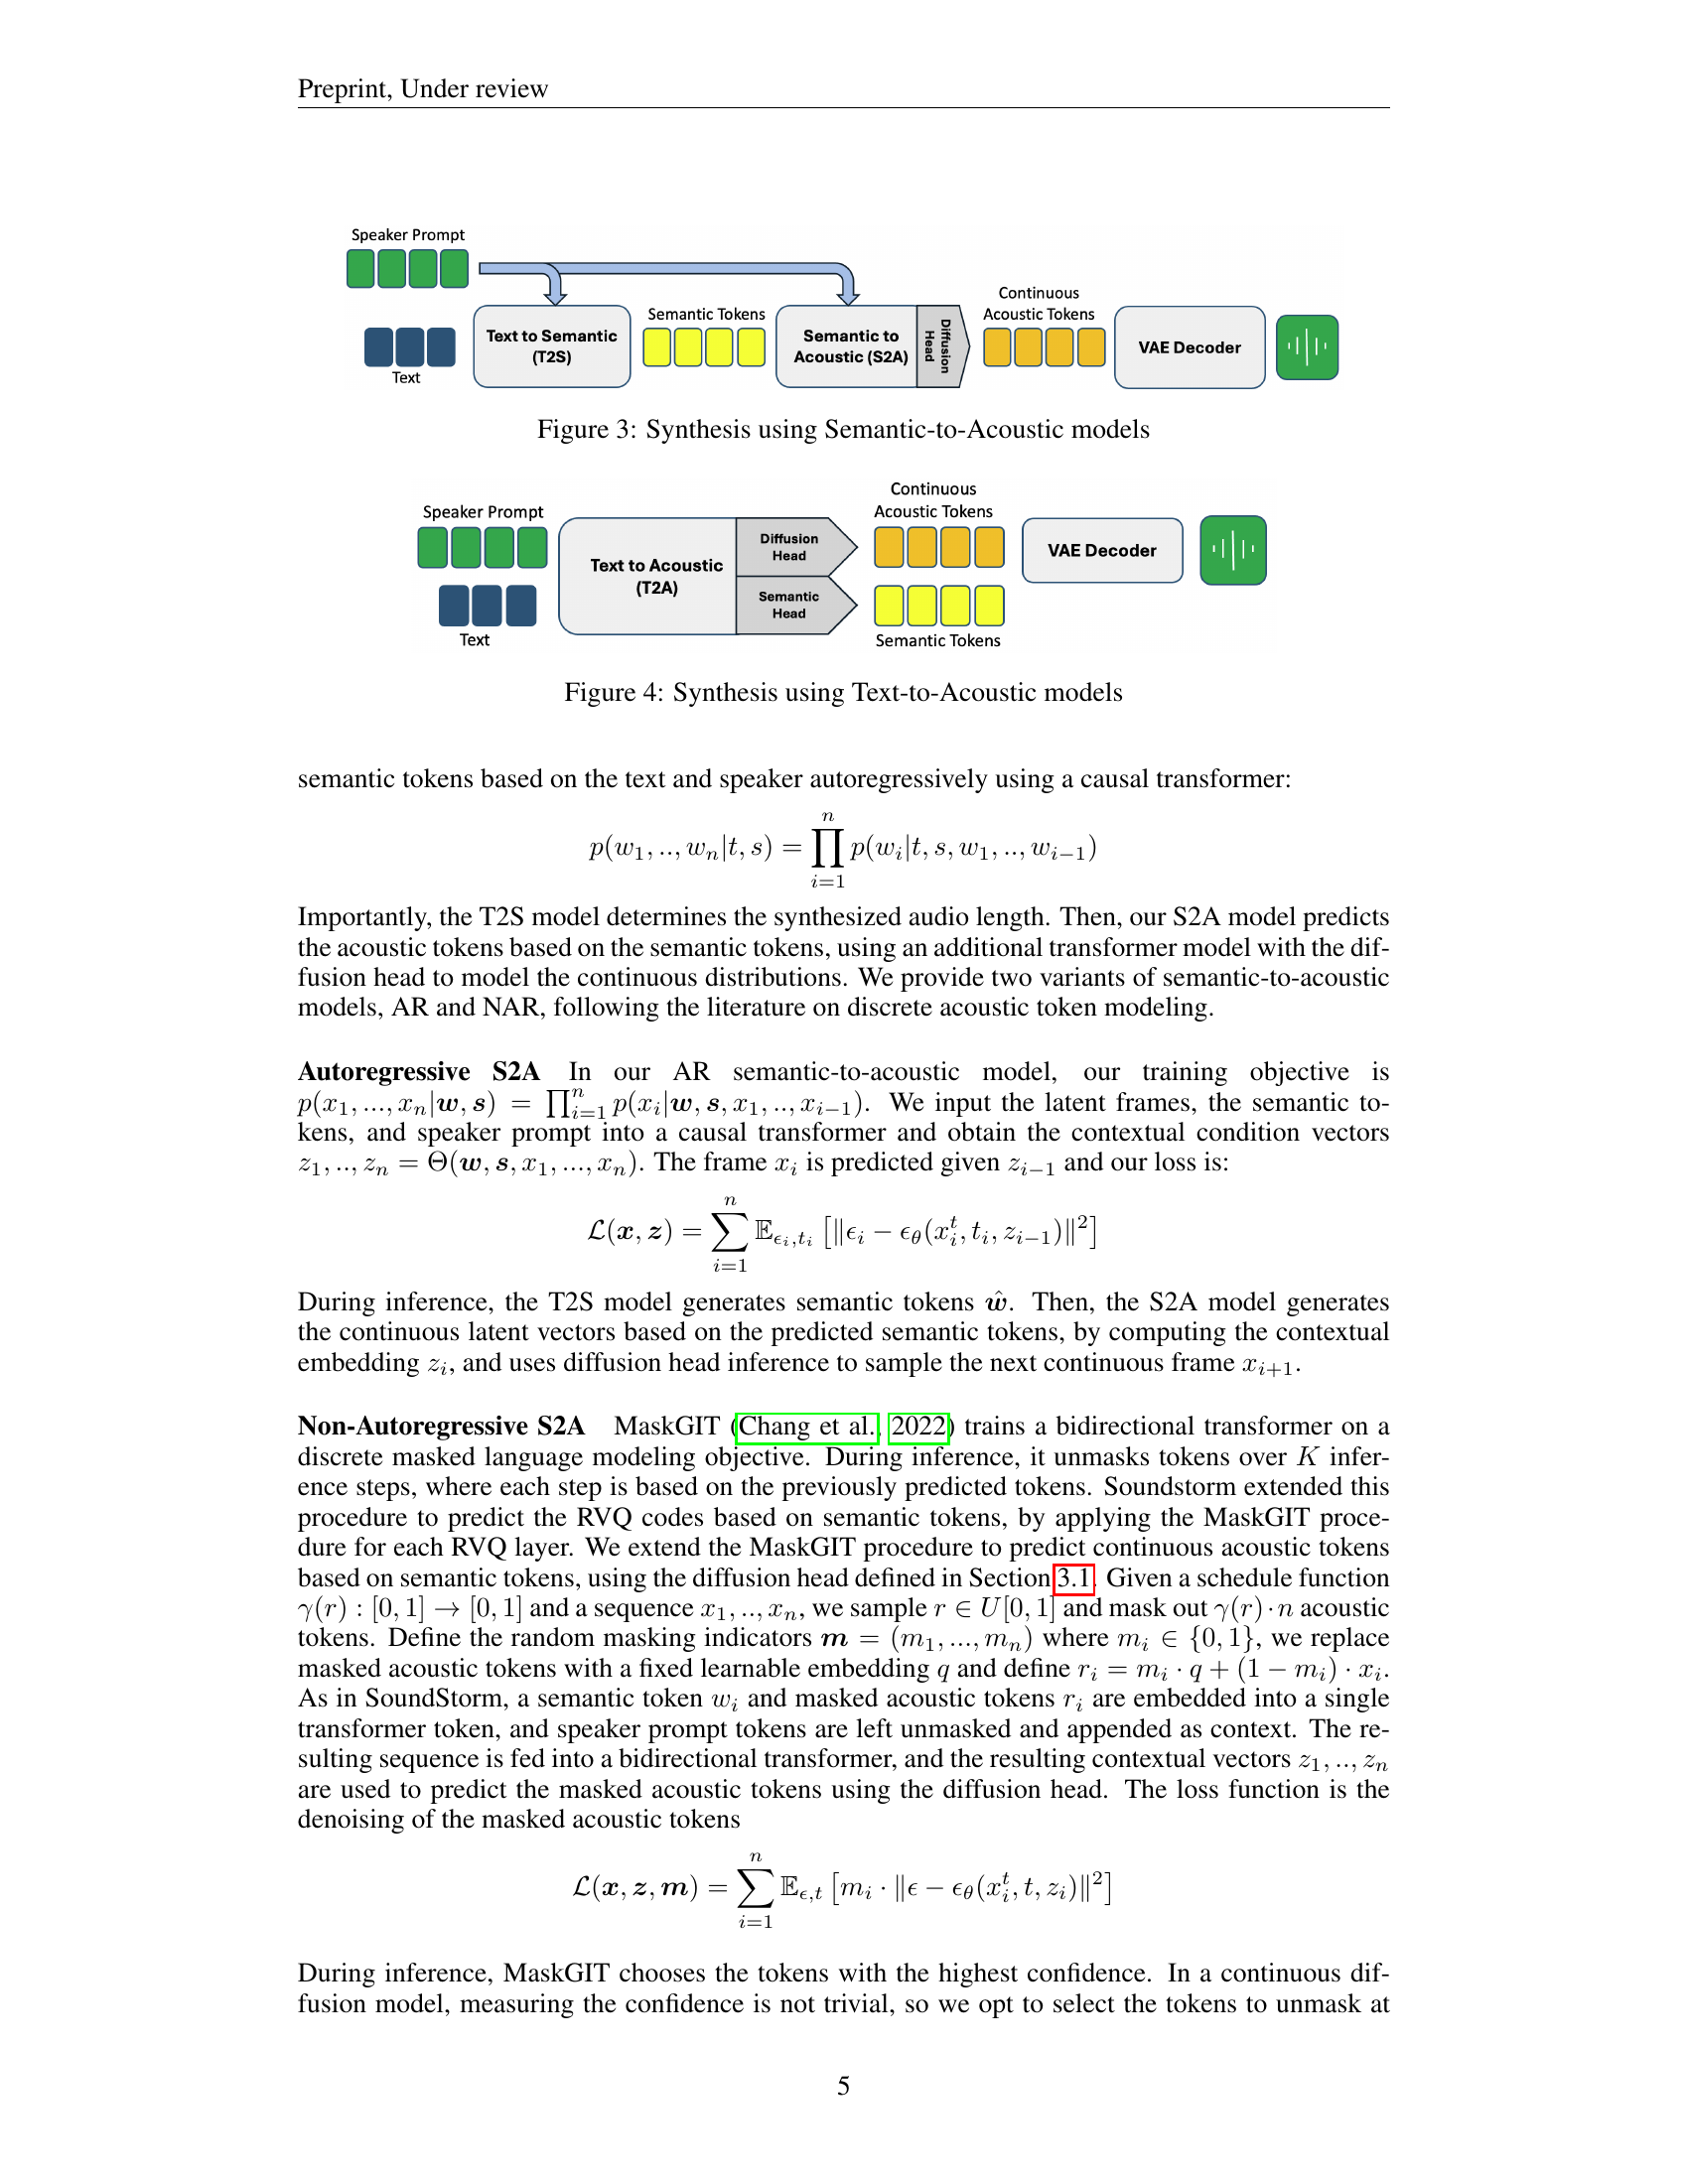 Preprint, Under review
Speaker Prompt
Text
Text to Semantic
(T2S)
Semantic Tokens
Semantic to
Acoustic (S2A)
Diffusion
Head
Continuous
Acoustic Tokens
VAE Decoder
Figure 3: Synthesis using Semantic-to-Acoustic models
Speaker Prompt
Text
Text to Acoustic
(T2A)
Diffusion
Head
Semantic
Head
Continuous
Acoustic Tokens
Semantic Tokens
VAE Decoder
Figure 4: Synthesis using Text-to-Acoustic models
semantic tokens based on the text and speaker autoregressively using a causal transformer:
$p(w_1, .., w_n|t, s) = \prod_{i=1}^{n} p(w_i|t, s, w_1, .., w_{i-1})$
Importantly, the T2S model determines the synthesized audio length. Then, our S2A model predicts
the acoustic tokens based on the semantic tokens, using an additional transformer model with the dif-
fusion head to model the continuous distributions. We provide two variants of semantic-to-acoustic
models, AR and NAR, following the literature on discrete acoustic token modeling.
Autoregressive S2A In our AR semantic-to-acoustic model, our training objective is
$p(x_1, ..., x_n|\boldsymbol{w}, \boldsymbol{s}) = \prod_{i=1}^{n} p(x_i|\boldsymbol{w}, \boldsymbol{s}, x_1, .., x_{i-1})$. We input the latent frames, the semantic to-
kens, and speaker prompt into a causal transformer and obtain the contextual condition vectors
$z_1, .., z_n = \Theta(\boldsymbol{w}, \boldsymbol{s}, x_1, ..., x_n)$. The frame $x_i$ is predicted given $z_{i-1}$ and our loss is:
$\mathcal{L}(\boldsymbol{x}, \boldsymbol{z}) = \sum_{i=1}^{n} \mathbb{E}_{\epsilon_i, t_i} \left[ \|\epsilon_i - \epsilon_\theta(x_i^t, t_i, z_{i-1})\|^2 \right]$
During inference, the T2S model generates semantic tokens $\hat{\boldsymbol{w}}$. Then, the S2A model generates
the continuous latent vectors based on the predicted semantic tokens, by computing the contextual
embedding $z_i$, and uses diffusion head inference to sample the next continuous frame $x_{i+1}$.
Non-Autoregressive S2A MaskGIT (Chang et al., 2022) trains a bidirectional transformer on a
discrete masked language modeling objective. During inference, it unmasks tokens over $K$ infer-
ence steps, where each step is based on the previously predicted tokens. Soundstorm extended this
procedure to predict the RVQ codes based on semantic tokens, by applying the MaskGIT proce-
dure for each RVQ layer. We extend the MaskGIT procedure to predict continuous acoustic tokens
based on semantic tokens, using the diffusion head defined in Section 3.1. Given a schedule function
$\gamma(r) : [0, 1] \rightarrow [0, 1]$ and a sequence $x_1, .., x_n$, we sample $r \in U[0, 1]$ and mask out $\gamma(r) \cdot n$ acoustic
tokens. Define the random masking indicators $\boldsymbol{m} = (m_1, ..., m_n)$ where $m_i \in \{0, 1\}$, we replace
masked acoustic tokens with a fixed learnable embedding $q$ and define $r_i = m_i \cdot q + (1 - m_i) \cdot x_i$.
As in SoundStorm, a semantic token $w_i$ and masked acoustic tokens $r_i$ are embedded into a single
transformer token, and speaker prompt tokens are left unmasked and appended as context. The re-
sulting sequence is fed into a bidirectional transformer, and the resulting contextual vectors $z_1, .., z_n$
are used to predict the masked acoustic tokens using the diffusion head. The loss function is the
denoising of the masked acoustic tokens
$\mathcal{L}(\boldsymbol{x}, \boldsymbol{z}, \boldsymbol{m}) = \sum_{i=1}^{n} \mathbb{E}_{\epsilon, t} \left[ m_i \cdot \|\epsilon - \epsilon_\theta(x_i^t, t, z_i)\|^2 \right]$
During inference, MaskGIT chooses the tokens with the highest confidence. In a continuous dif-
fusion model, measuring the confidence is not trivial, so we opt to select the tokens to unmask at
5